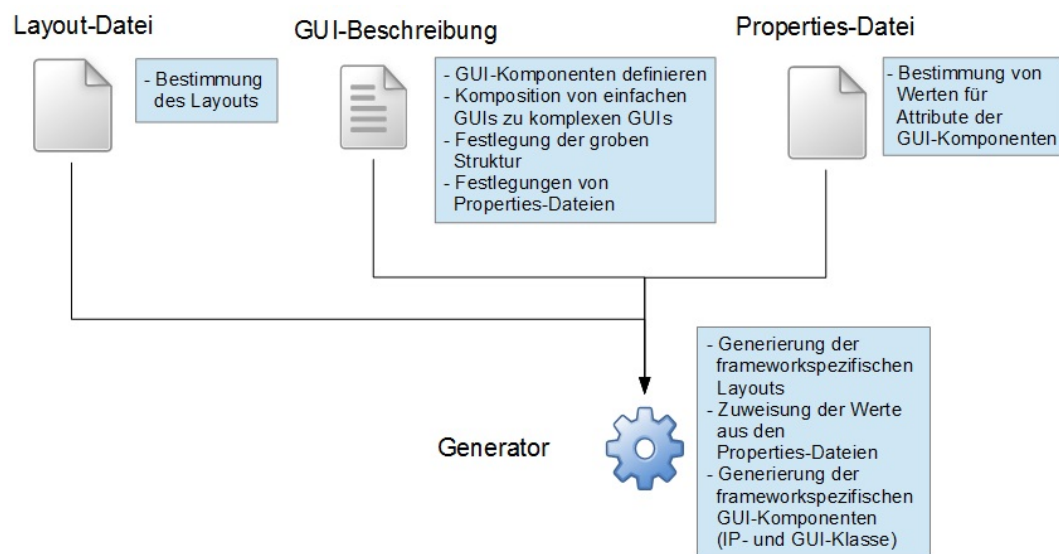 Layout-Datei
- Bestimmung
des Layouts
GUI-Beschreibung
- GUI-Komponenten definieren
- Komposition von einfachen
GUIs zu komplexen GUIs
- Festlegung der groben
Struktur
- Festlegungen von
Properties-Dateien
Properties-Datei
- Bestimmung von
Werten für
Attribute der
GUI-Komponenten
Generator
- Generierung der
frameworkspezifischen
Layouts
- Zuweisung der Werte
aus den
Properties-Dateien
- Generierung der
frameworkspezifischen
GUI-Komponenten
(IP- und GUI-Klasse)